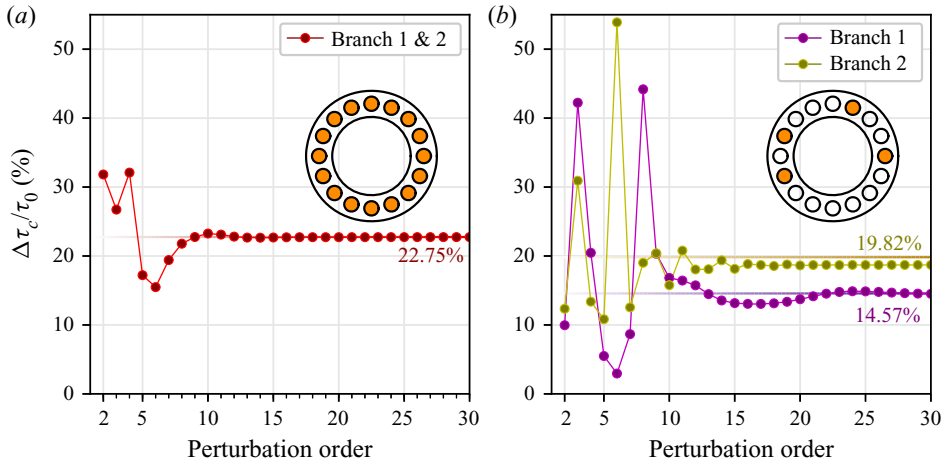 (a)
Branch 1 & 2
Δτc/τ0 (%)
50
40
30
20
10
0
22.75%
2 5 10 15 20 25 30
Perturbation order
(b)
Branch 1
Branch 2
50
40
30
20
10
0
19.82%
14.57%
2 5 10 15 20 25 30
Perturbation order